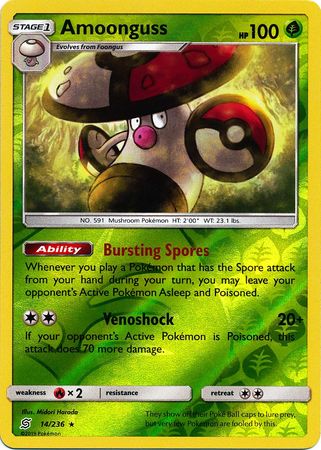 STAGE 1
Amoonguss
HP 100
Evolves from Foongus
NO. 591 Mushroom Pokémon HT: 2'00" WT: 23.1 lbs.
Ability
Bursting Spores
Whenever you play a Pokémon that has the Spore attack
from your hand during your turn, you may leave your
opponent's Active Pokémon Asleep and Poisoned.
Venoshock
20+
If your opponent's Active Pokémon is Poisoned, this
attack does 70 more damage.
weakness × 2 resistance retreat
Illus. Midori Harada
14/236 ★
©2019 Pokémon
They show off their Poké Ball caps to lure prey,
but very few Pokémon are fooled by this.